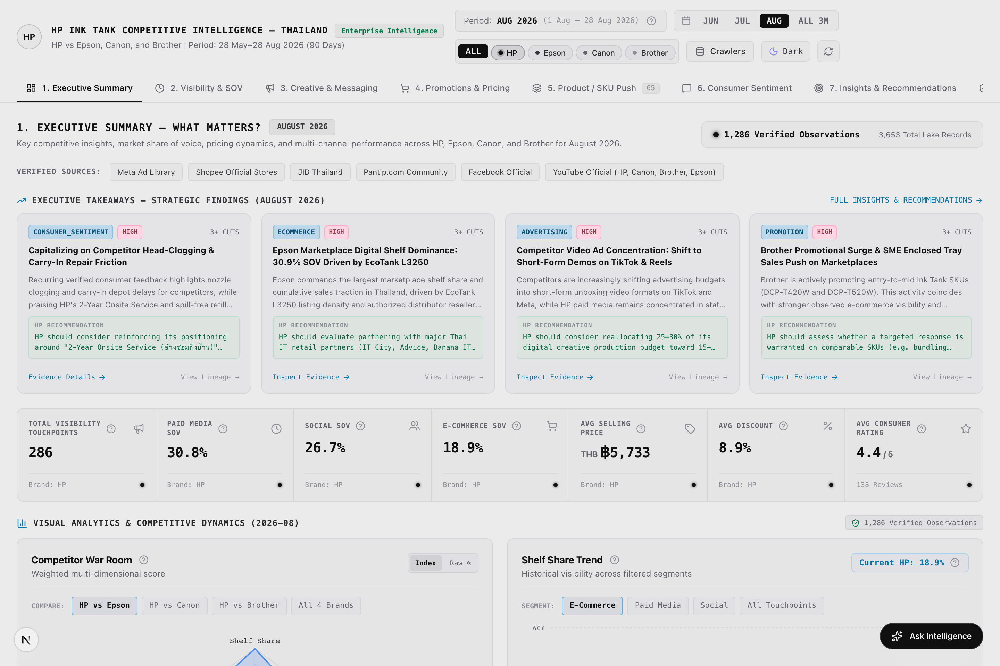 HP
HP INK TANK COMPETITIVE INTELLIGENCE — THAILAND
Enterprise Intelligence
HP vs Epson, Canon, and Brother | Period: 28 May–28 Aug 2026 (90 Days)
Period: AUG 2026 (1 Aug – 28 Aug 2026)
JUN JUL AUG ALL 3M
ALL HP Epson Canon Brother
Crawlers
Dark
1. Executive Summary
2. Visibility & SOV
3. Creative & Messaging
4. Promotions & Pricing
5. Product / SKU Push 65
6. Consumer Sentiment
7. Insights & Recommendations
1. EXECUTIVE SUMMARY — WHAT MATTERS? AUGUST 2026
Key competitive insights, market share of voice, pricing dynamics, and multi-channel performance across HP, Epson, Canon, and Brother for August 2026.
1,286 Verified Observations | 3,653 Total Lake Records
VERIFIED SOURCES: Meta Ad Library Shopee Official Stores JIB Thailand Pantip.com Community Facebook Official YouTube Official (HP, Canon, Brother, Epson)
EXECUTIVE TAKEAWAYS — STRATEGIC FINDINGS (AUGUST 2026)
FULL INSIGHTS & RECOMMENDATIONS →
CONSUMER_SENTIMENT HIGH 3+ CUTS
Capitalizing on Competitor Head-Clogging &
Carry-In Repair Friction
Recurring verified consumer feedback highlights nozzle
clogging and carry-in depot delays for competitors, while
praising HP's 2-Year Onsite Service and spill-free refill...
HP RECOMMENDATION
HP should consider reinforcing its positioning
around "2-Year Onsite Service (ช่างซ่อมถึงบ้าน)"…
Evidence Details → View Lineage →
ECOMMERCE HIGH 3+ CUTS
Epson Marketplace Digital Shelf Dominance:
30.9% SOV Driven by EcoTank L3250
Epson commands the largest marketplace shelf share and
cumulative sales traction in Thailand, driven by EcoTank
L3250 listing density and authorized distributor reseller...
HP RECOMMENDATION
HP should evaluate partnering with major Thai
IT retail partners (IT City, Advice, Banana IT…
Inspect Evidence → View Lineage →
ADVERTISING HIGH 3+ CUTS
Competitor Video Ad Concentration: Shift to
Short-Form Demos on TikTok & Reels
Competitors are increasingly shifting advertising budgets
into short-form unboxing video formats on TikTok and
Meta, while HP paid media remains concentrated in stat...
HP RECOMMENDATION
HP should consider reallocating 25–30% of its
digital creative production budget toward 15–…
Inspect Evidence → View Lineage →
PROMOTION HIGH 3+ CUTS
Brother Promotional Surge & SME Enclosed Tray
Sales Push on Marketplaces
Brother is actively promoting entry-to-mid Ink Tank SKUs
(DCP-T420W and DCP-T520W). This activity coincides
with stronger observed e-commerce visibility and...
HP RECOMMENDATION
HP should assess whether a targeted response is
warranted on comparable SKUs (e.g. bundling…
Inspect Evidence → View Lineage →
TOTAL VISIBILITY
TOUCHPOINTS
286
Brand: HP
PAID MEDIA
SOV
30.8%
Brand: HP
SOCIAL SOV
26.7%
Brand: HP
E-COMMERCE SOV
18.9%
Brand: HP
AVG SELLING
PRICE
THB ฿5,733
Brand: HP
AVG DISCOUNT
8.9%
Brand: HP
AVG CONSUMER
RATING
4.4 / 5
138 Reviews
VISUAL ANALYTICS & COMPETITIVE DYNAMICS (2026-08)
1,286 Verified Observations
Competitor War Room
Weighted multi-dimensional score
Index Raw %
COMPARE: HP vs Epson HP vs Canon HP vs Brother All 4 Brands
Shelf Share
Shelf Share Trend
Historical visibility across filtered segments
Current HP: 18.9%
SEGMENT: E-Commerce Paid Media Social All Touchpoints
60%
N
Ask Intelligence